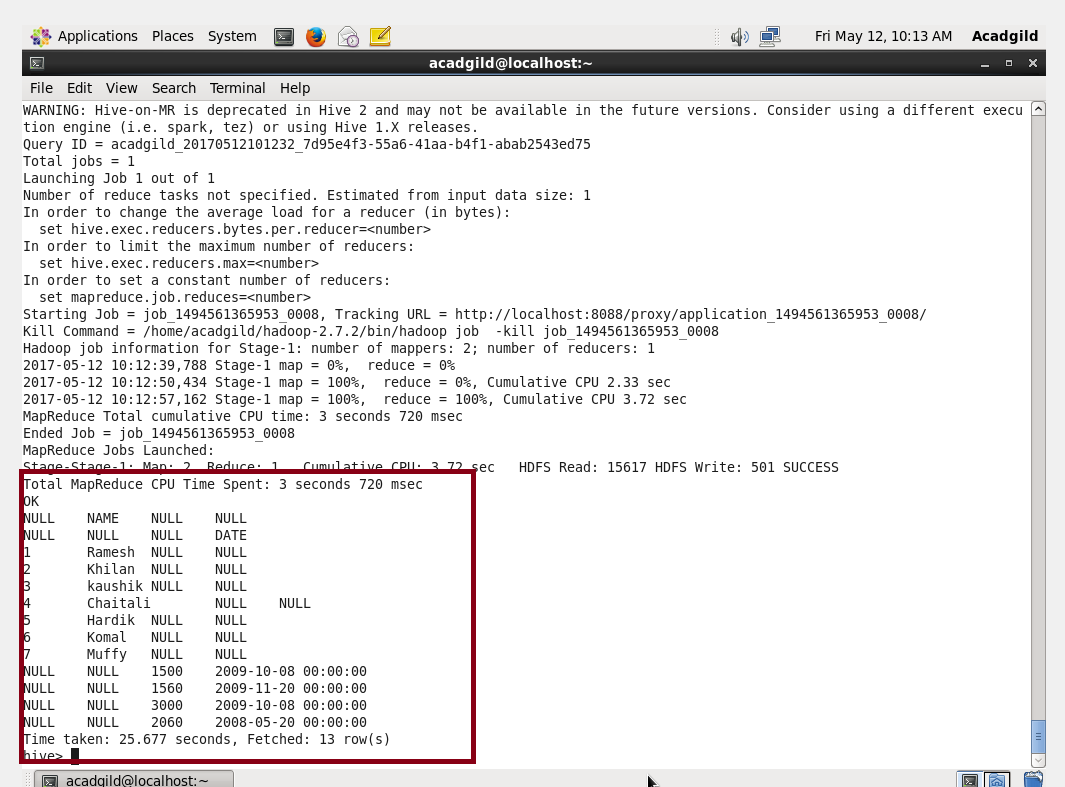 Applications Places System Fri May 12, 10:13 AM Acadgild
acadgild@localhost:~
File Edit View Search Terminal Help
WARNING: Hive-on-MR is deprecated in Hive 2 and may not be available in the future versions. Consider using a different execu
tion engine (i.e. spark, tez) or using Hive 1.X releases.
Query ID = acadgild_20170512101232_7d95e4f3-55a6-41aa-b4f1-abab2543ed75
Total jobs = 1
Launching Job 1 out of 1
Number of reduce tasks not specified. Estimated from input data size: 1
In order to change the average load for a reducer (in bytes):
  set hive.exec.reducers.bytes.per.reducer=<number>
In order to limit the maximum number of reducers:
  set hive.exec.reducers.max=<number>
In order to set a constant number of reducers:
  set mapreduce.job.reduces=<number>
Starting Job = job_1494561365953_0008, Tracking URL = http://localhost:8088/proxy/application_1494561365953_0008/
Kill Command = /home/acadgild/hadoop-2.7.2/bin/hadoop job  -kill job_1494561365953_0008
Hadoop job information for Stage-1: number of mappers: 2; number of reducers: 1
2017-05-12 10:12:39,788 Stage-1 map = 0%,  reduce = 0%
2017-05-12 10:12:50,434 Stage-1 map = 100%,  reduce = 0%, Cumulative CPU 2.33 sec
2017-05-12 10:12:57,162 Stage-1 map = 100%,  reduce = 100%, Cumulative CPU 3.72 sec
MapReduce Total cumulative CPU time: 3 seconds 720 msec
Ended Job = job_1494561365953_0008
MapReduce Jobs Launched:
Stage-Stage-1: Map: 2  Reduce: 1   Cumulative CPU: 3.72 sec   HDFS Read: 15617 HDFS Write: 501 SUCCESS
Total MapReduce CPU Time Spent: 3 seconds 720 msec
OK
NULL    NAME    NULL    NULL
NULL    NULL    NULL    DATE
1       Ramesh  NULL    NULL
2       Khilan  NULL    NULL
3       kaushik NULL    NULL
4       Chaitali        NULL    NULL
5       Hardik  NULL    NULL
6       Komal   NULL    NULL
7       Muffy   NULL    NULL
NULL    NULL    1500    2009-10-08 00:00:00
NULL    NULL    1560    2009-11-20 00:00:00
NULL    NULL    3000    2009-10-08 00:00:00
NULL    NULL    2060    2008-05-20 00:00:00
Time taken: 25.677 seconds, Fetched: 13 row(s)
hive>
acadgild@localhost:~